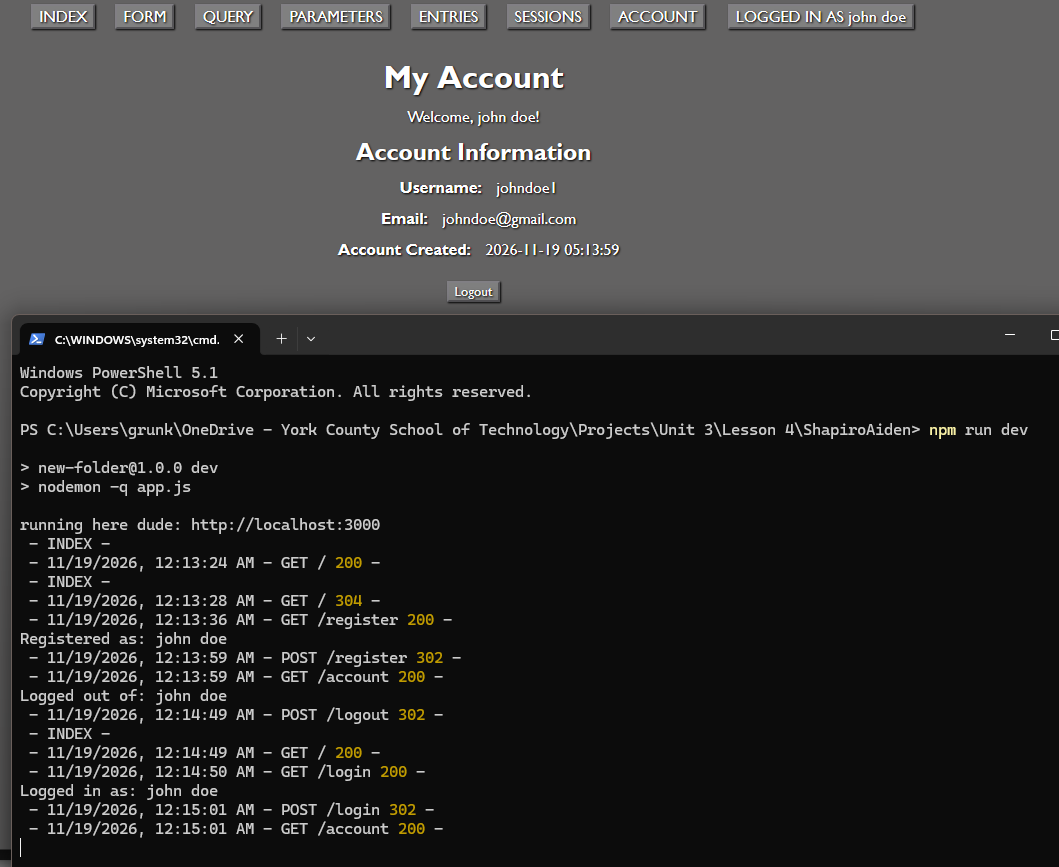 INDEX FORM QUERY PARAMETERS ENTRIES SESSIONS ACCOUNT LOGGED IN AS john doe
My Account
Welcome, john doe!
Account Information
Username: johndoe1
Email: johndoe@gmail.com
Account Created: 2026-11-19 05:13:59
Logout
C:\WINDOWS\system32\cmd.
Windows PowerShell 5.1
Copyright (C) Microsoft Corporation. All rights reserved.
PS C:\Users\grunk\OneDrive - York County School of Technology\Projects\Unit 3\Lesson 4\ShapiroAiden> npm run dev
> new-folder@1.0.0 dev
> nodemon -q app.js
running here dude: http://localhost:3000
- INDEX -
- 11/19/2026, 12:13:24 AM - GET / 200 -
- INDEX -
- 11/19/2026, 12:13:28 AM - GET / 304 -
- 11/19/2026, 12:13:36 AM - GET /register 200 -
Registered as: john doe
- 11/19/2026, 12:13:59 AM - POST /register 302 -
- 11/19/2026, 12:13:59 AM - GET /account 200 -
Logged out of: john doe
- 11/19/2026, 12:14:49 AM - POST /logout 302 -
- INDEX -
- 11/19/2026, 12:14:49 AM - GET / 200 -
- 11/19/2026, 12:14:50 AM - GET /login 200 -
Logged in as: john doe
- 11/19/2026, 12:15:01 AM - POST /login 302 -
- 11/19/2026, 12:15:01 AM - GET /account 200 -